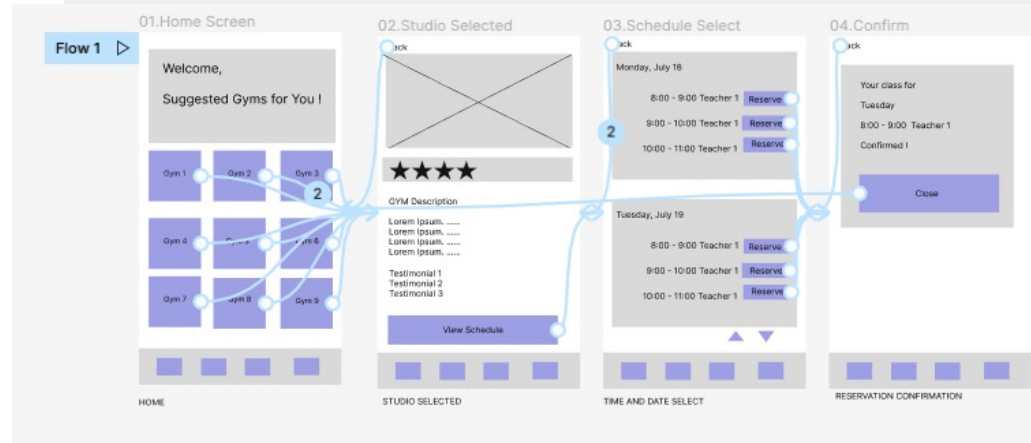 Flow 1
01.Home Screen
Welcome,
Suggested Gyms for You !
Gym 1
Gym 2
Gym 3
2
Gym 4
Gym 6
Gym 7
Gym 8
Gym 9
HOME
02.Studio Selected
★★★★
GYM Description
Lorem Ipsum. ......
Lorem Ipsum. ......
Lorem Ipsum. ......
Lorem Ipsum. ......
Testimonial 1
Testimonial 2
Testimonial 3
View Schedule
STUDIO SELECTED
03.Schedule Select
Monday, July 18
8:00 - 9:00 Teacher 1 Reserve
9:00 - 10:00 Teacher 1 Reserve
10:00 - 11:00 Teacher 1 Reserve
2
Tuesday, July 19
8:00 - 9:00 Teacher 1 Reserve
9:00 - 10:00 Teacher 1 Reserve
10:00 - 11:00 Teacher 1 Reserve
TIME AND DATE SELECT
04.Confirm
Your class for
Tuesday
8:00 - 9:00 Teacher 1
Confirmed !
Close
RESERVATION CONFIRMATION